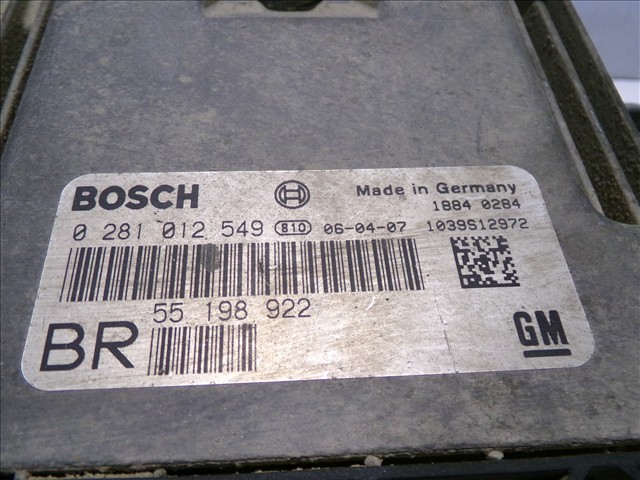 BOSCH
Made in Germany
1884 0284
0 281 012 549 810 06-04-07 1039S12972
55 198 922
BR
GM